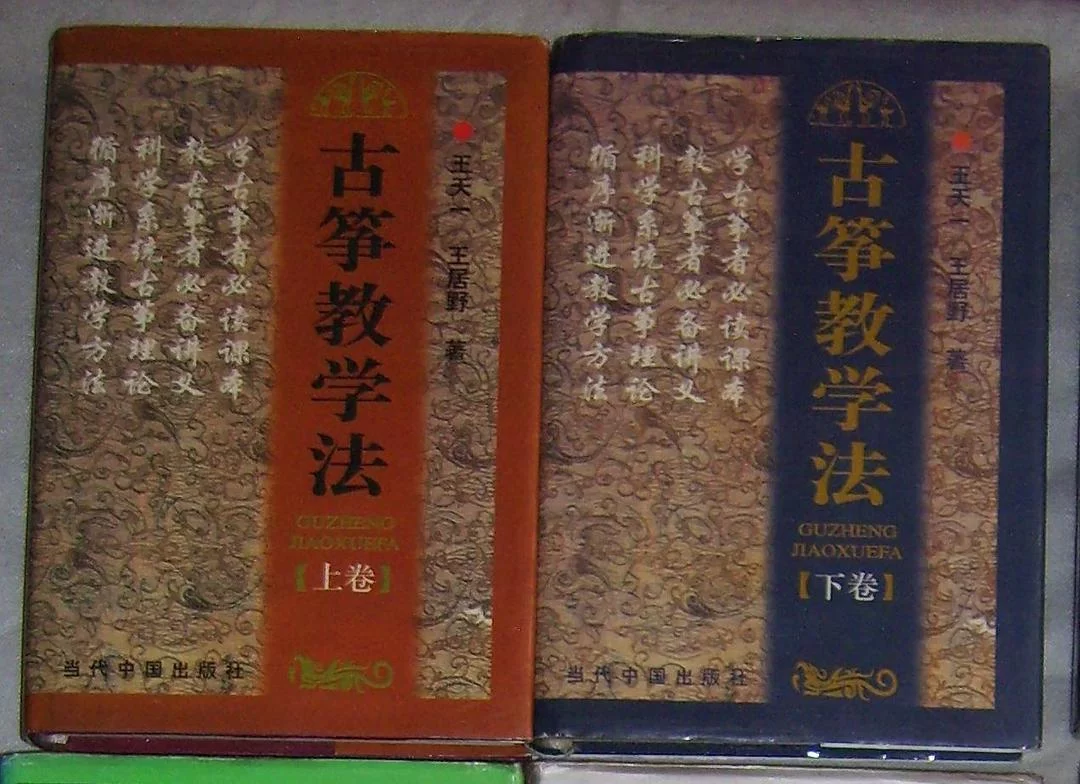 王天一 王居野 著
古筝教学法
GUZHENG
JIAOXUEFA
【上卷】
学古筝者必读课本
教古筝者必备讲义
科学系统古筝理论
循序渐进教学方法
当代中国出版社
王天一 王居野 著
古筝教学法
GUZHENG
JIAOXUEFA
【下卷】
学古筝者必读课本
教古筝者必备讲义
科学系统古筝理论
循序渐进教学方法
当代中国出版社